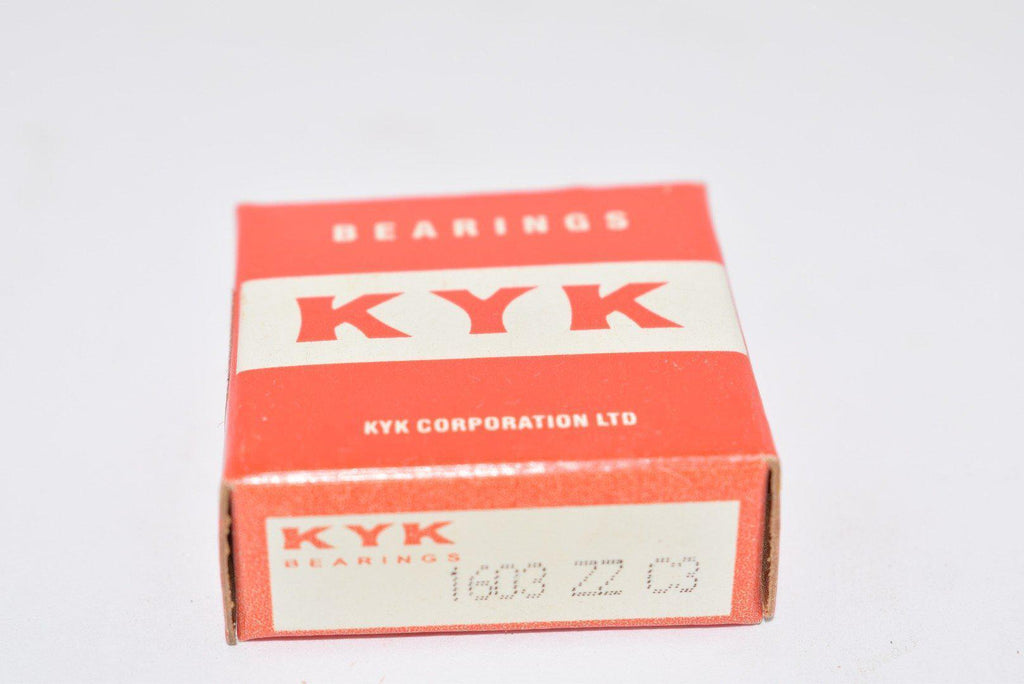 BEARINGS
KYK
KYK CORPORATION LTD
KYK
BEARINGS
1603 ZZ C3